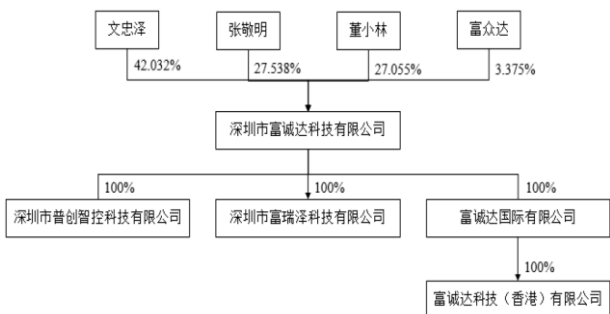 文忠泽
张敬明
董小林
富众达
42.032%
27.538%
27.055%
3.375%
深圳市富诚达科技有限公司
100%
100%
100%
深圳市普创智控科技有限公司
深圳市富瑞泽科技有限公司
富诚达国际有限公司
100%
富诚达科技（香港）有限公司